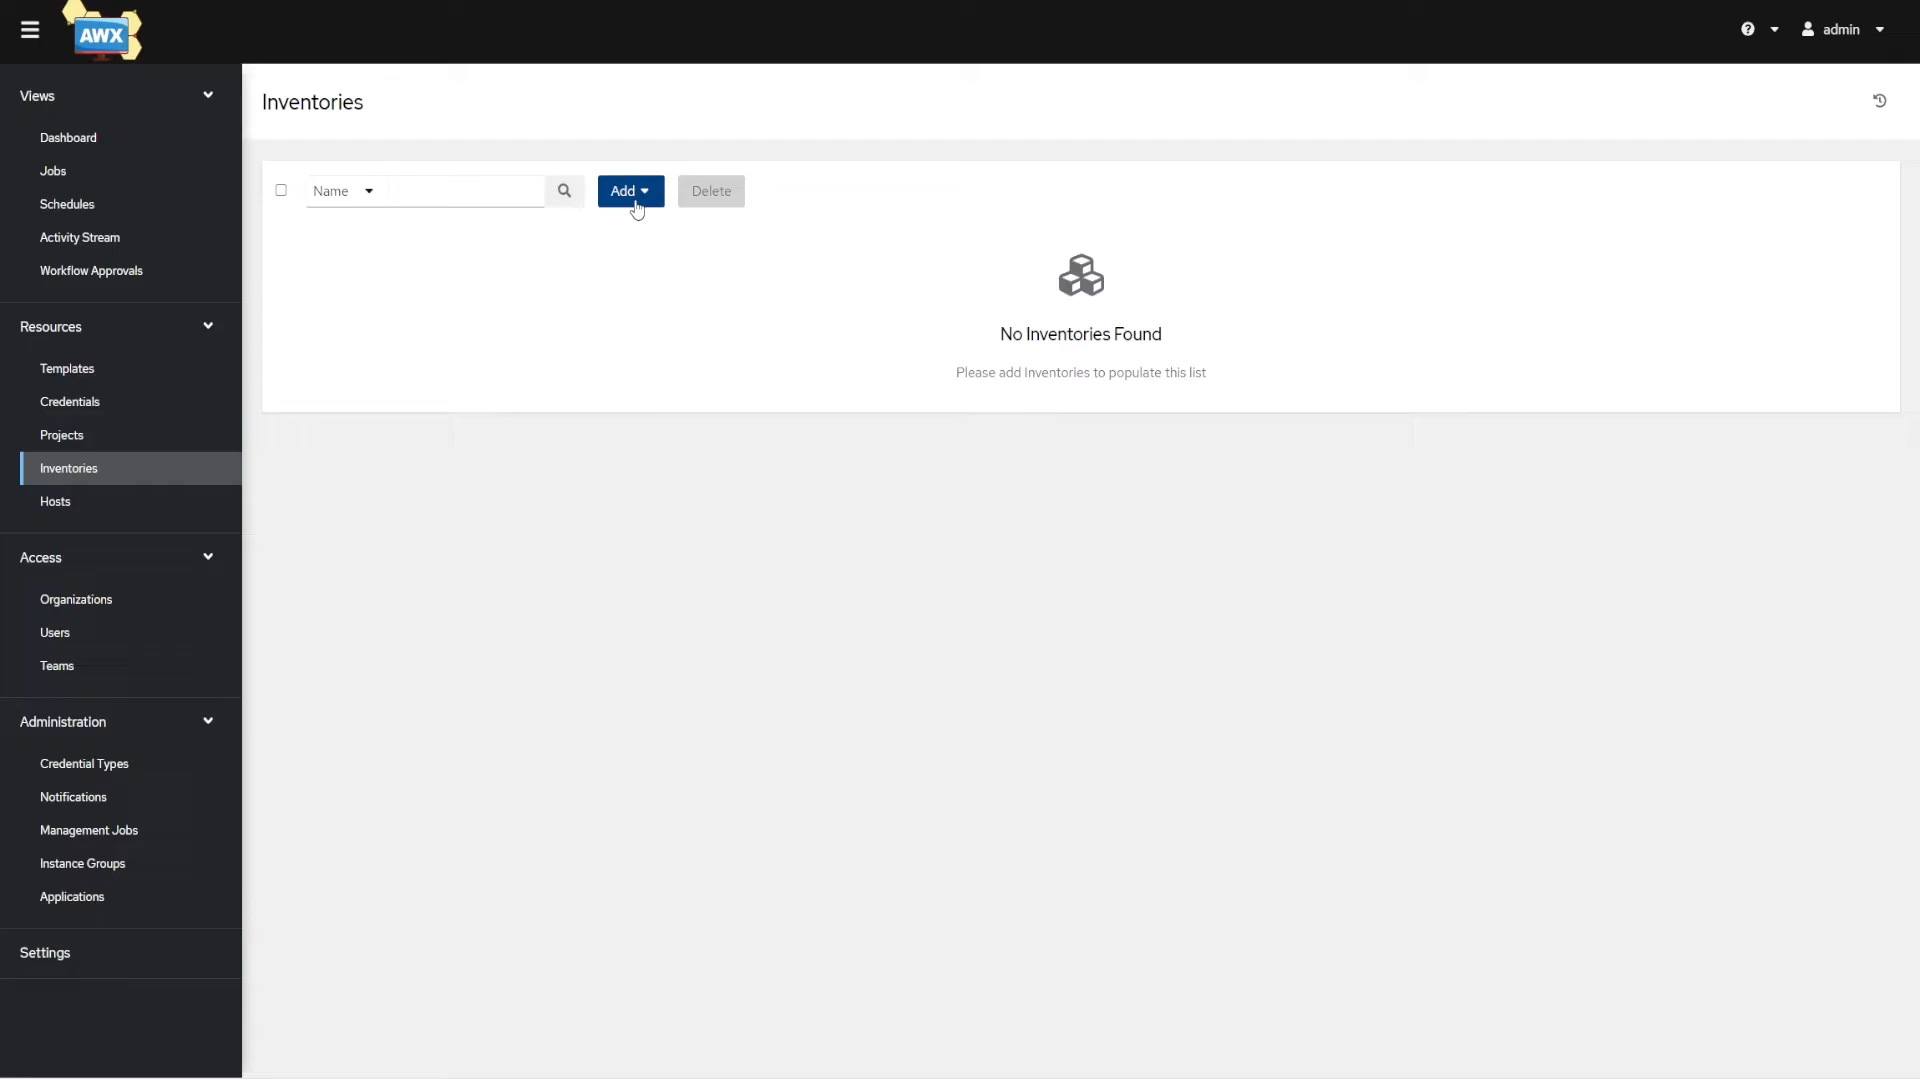 AWX
admin
Views
Dashboard
Jobs
Schedules
Activity Stream
Workflow Approvals
Resources
Templates
Credentials
Projects
Inventories
Hosts
Access
Organizations
Users
Teams
Administration
Credential Types
Notifications
Management Jobs
Instance Groups
Applications
Settings
Inventories
Name
Add
Delete
No Inventories Found
Please add Inventories to populate this list